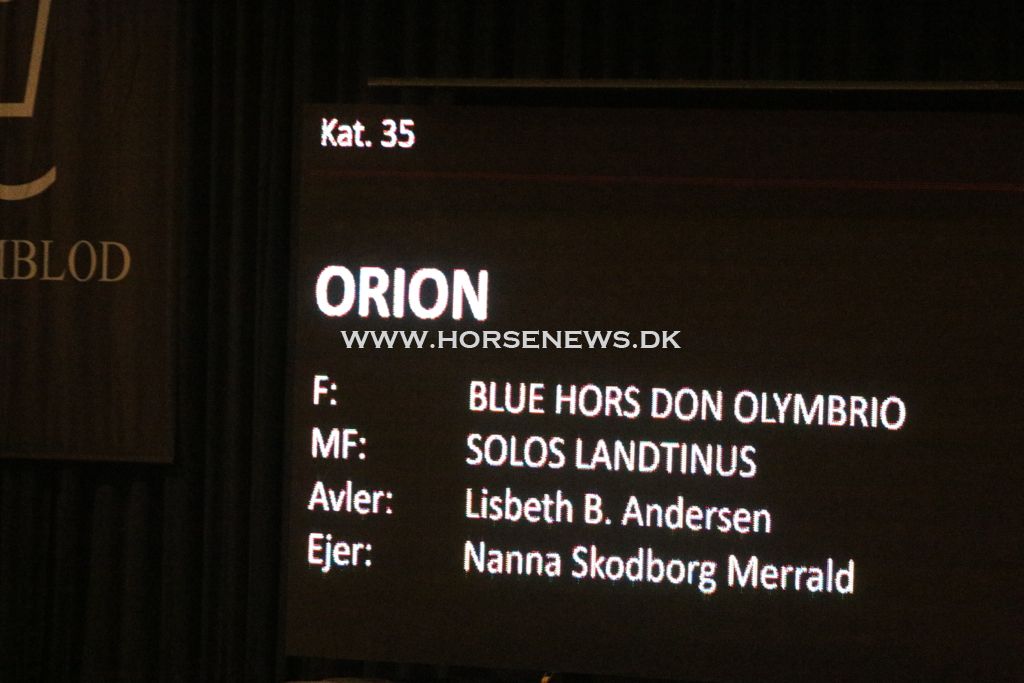 Kat. 35
BLOD
ORION
WWW.HORSENEWS.DK
F: BLUE HORS DON OLYMBRIO
MF: SOLOS LANDTINUS
Avler: Lisbeth B. Andersen
Ejer: Nanna Skodborg Merrald